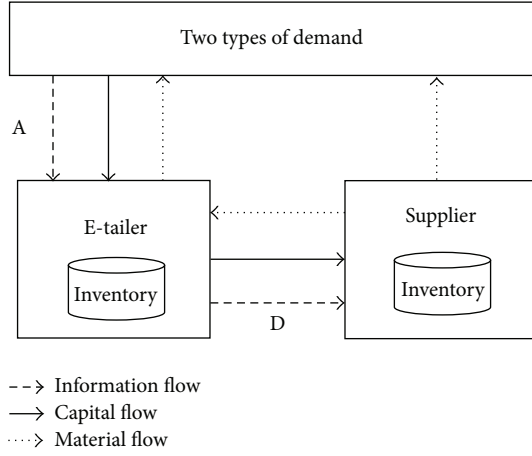 Two types of demand
A
E-tailer
Supplier
Inventory
Inventory
D
Information flow
Capital flow
Material flow